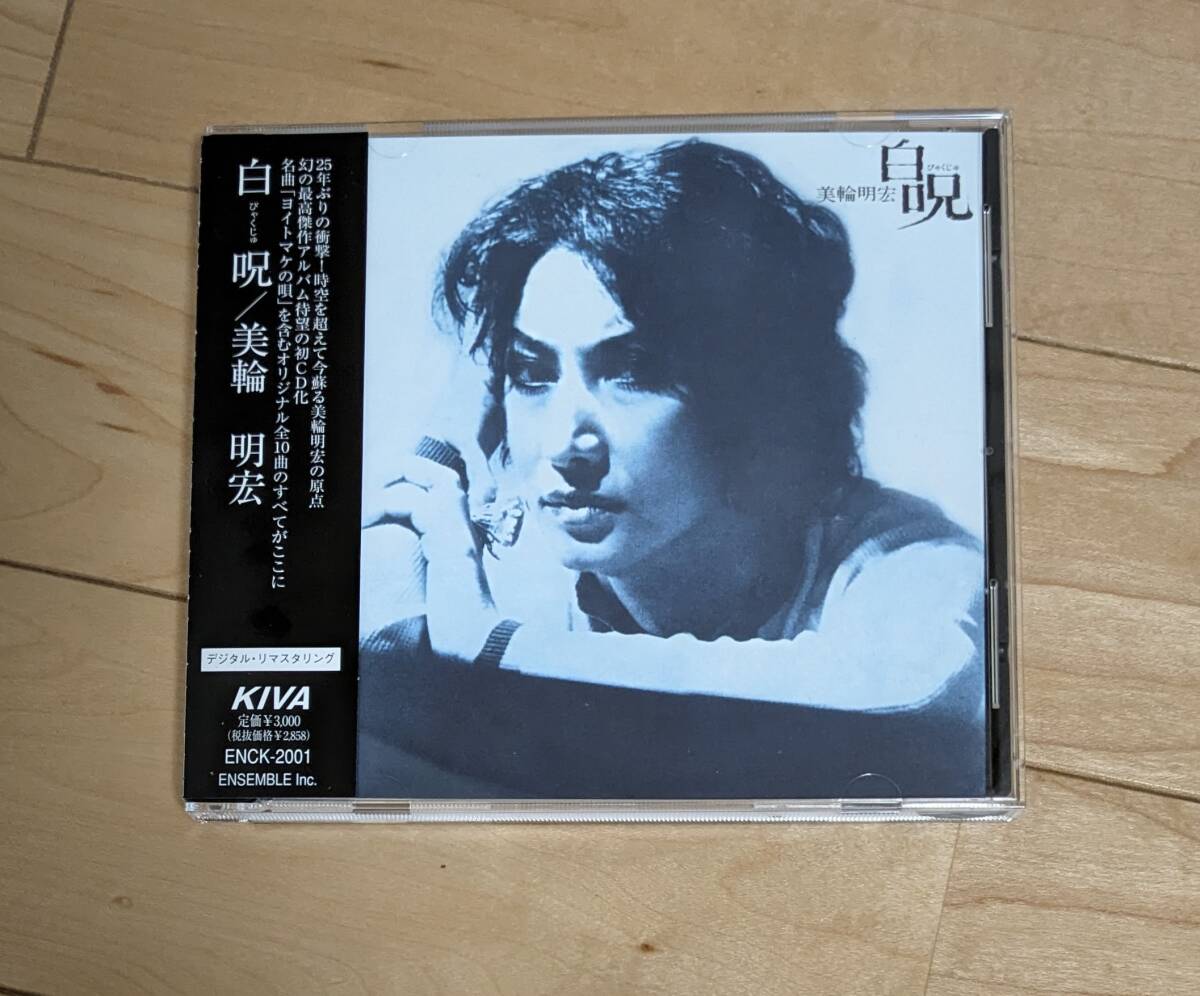 白呪／美輪 明宏
びゃくじゅ
25年ぶりの衝撃！時空を超えて今蘇る美輪明宏の原点
幻の最高傑作アルバム待望の初CD化
名曲「ヨイトマケの唄」を含むオリジナル全10曲のすべてがここに
デジタル・リマスタリング
KIVA
定価¥3,000
(税抜価格¥2,858)
ENCK-2001
ENSEMBLE Inc.
白呪
びゃくじゅ
美輪明宏